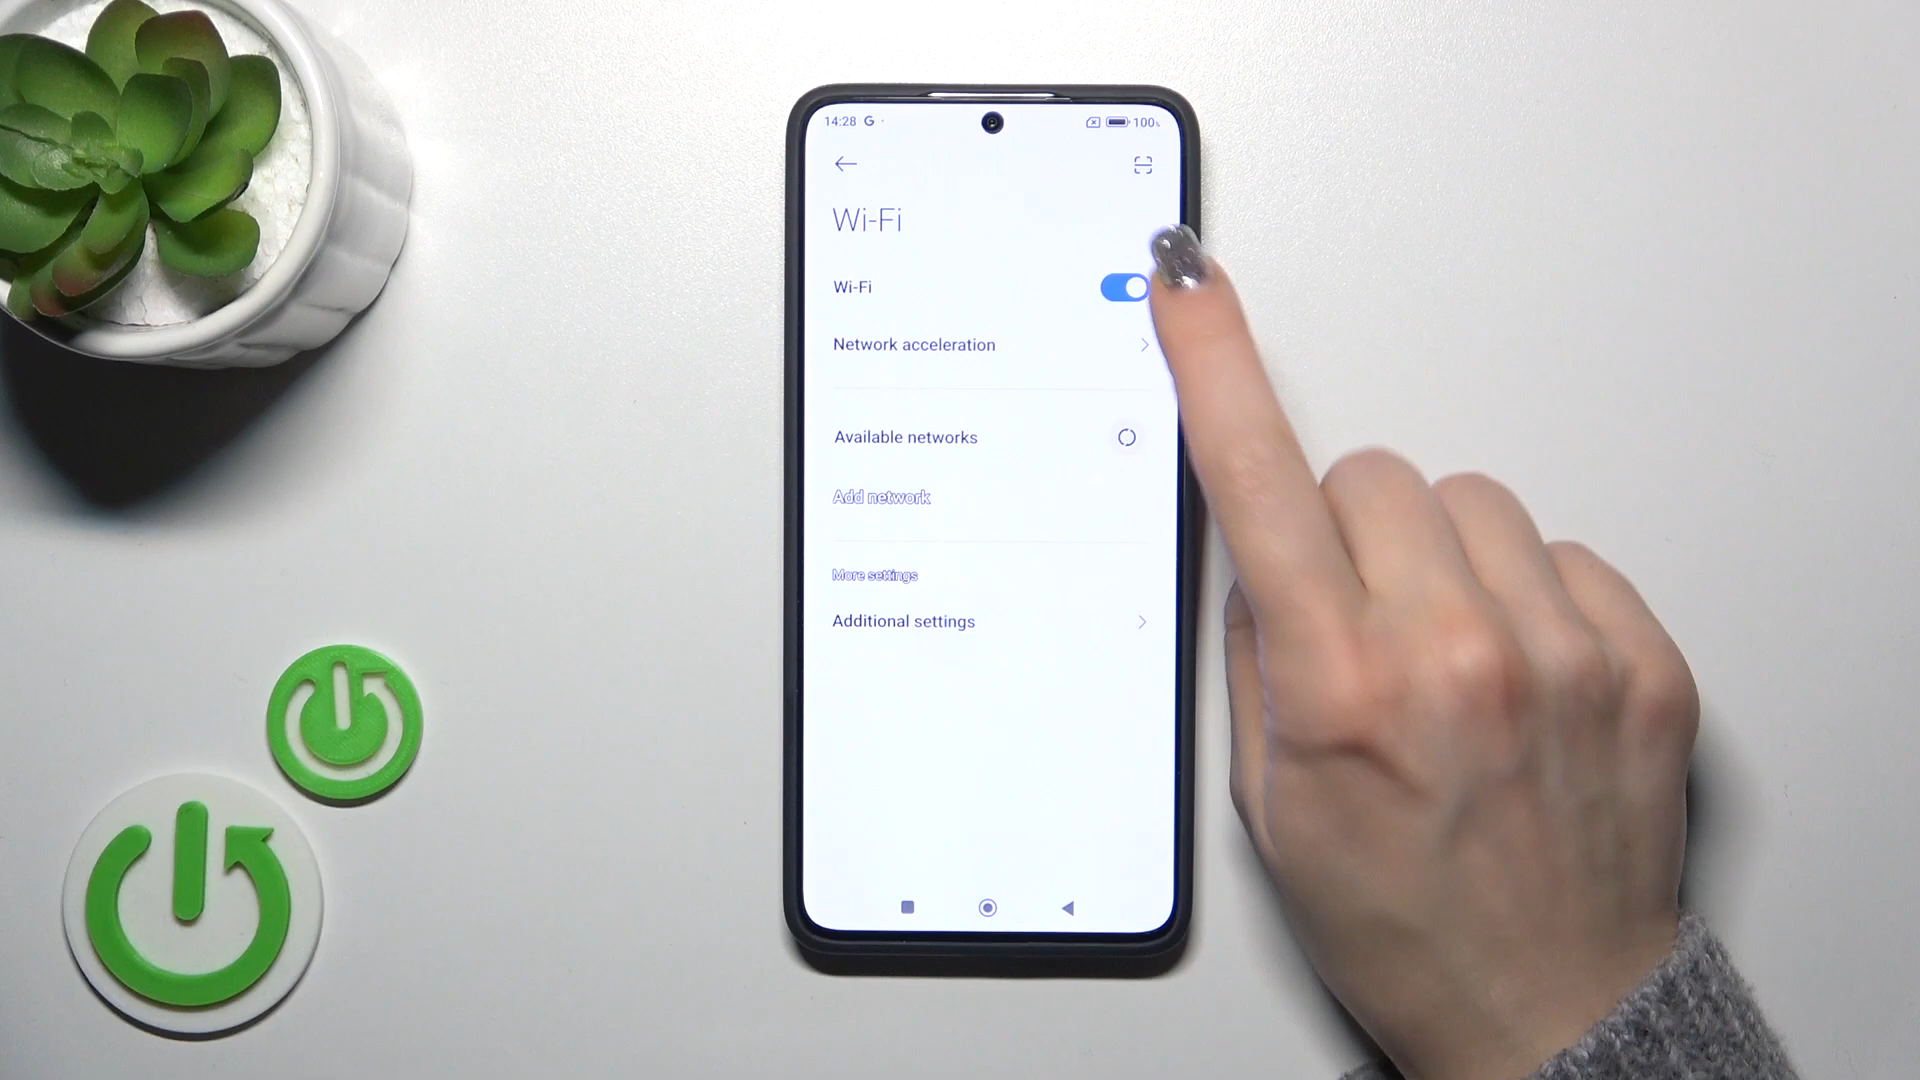 14:28 G 100%
Wi-Fi
Wi-Fi
Network acceleration
Available networks
Add network
More settings
Additional settings